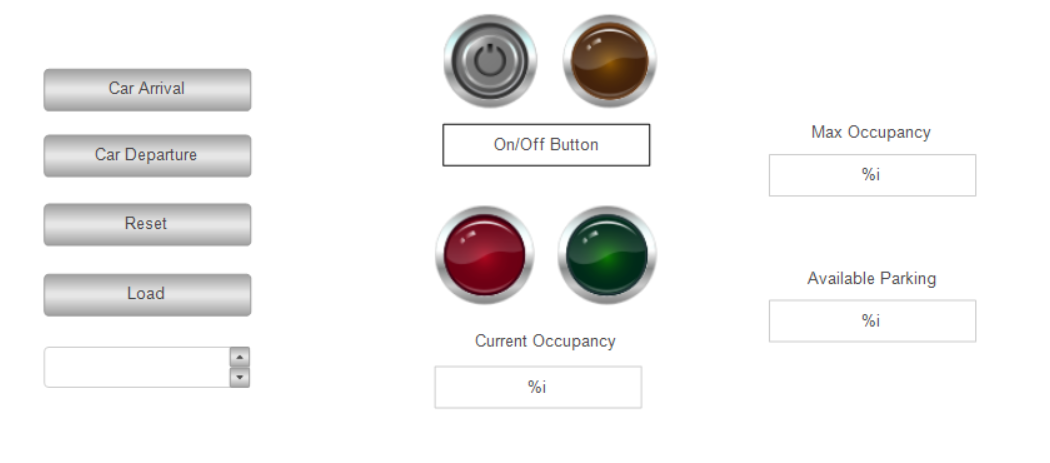 Car Arrival
Car Departure
Reset
Load
On/Off Button
Current Occupancy
%i
Max Occupancy
%i
Available Parking
%i